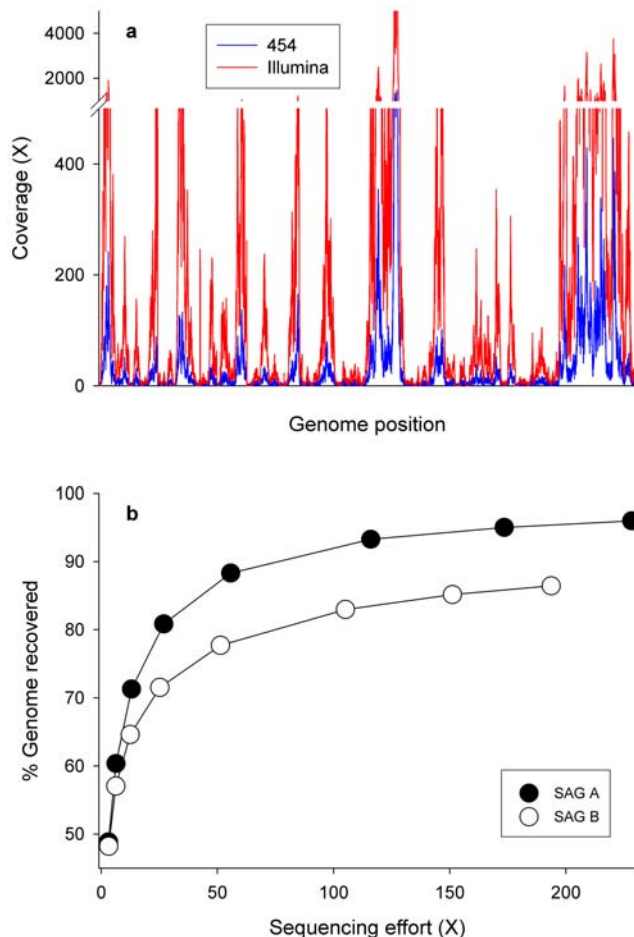 a
454
Illumina
4000
2000
400
200
0
Coverage (X)
Genome position
b
100
90
80
70
60
50
% Genome recovered
SAG A
SAG B
0 50 100 150 200
Sequencing effort (X)